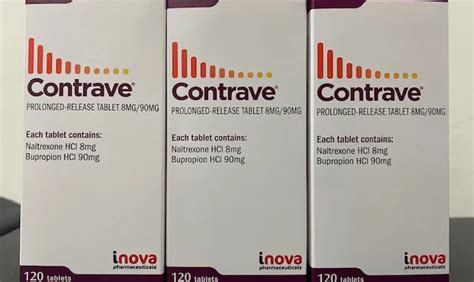 Contrave®
PROLONGED-RELEASE TABLET 8MG/90MG
Each tablet contains:
Naltrexone HCl 8mg
Bupropion HCl 90mg
inova
pharmaceuticals
120 tablets
Contrave®
PROLONGED-RELEASE TABLET 8MG/90MG
Each tablet contains:
Naltrexone HCl 8mg
Bupropion HCl 90mg
inova
pharmaceuticals
120 tablets
Contrave®
PROLONGED-RELEASE TABLET 8MG/90MG
Each tablet contains:
Naltrexone HCl 8mg
Bupropion HCl 90mg
inova
pharmaceuticals
120 tablets